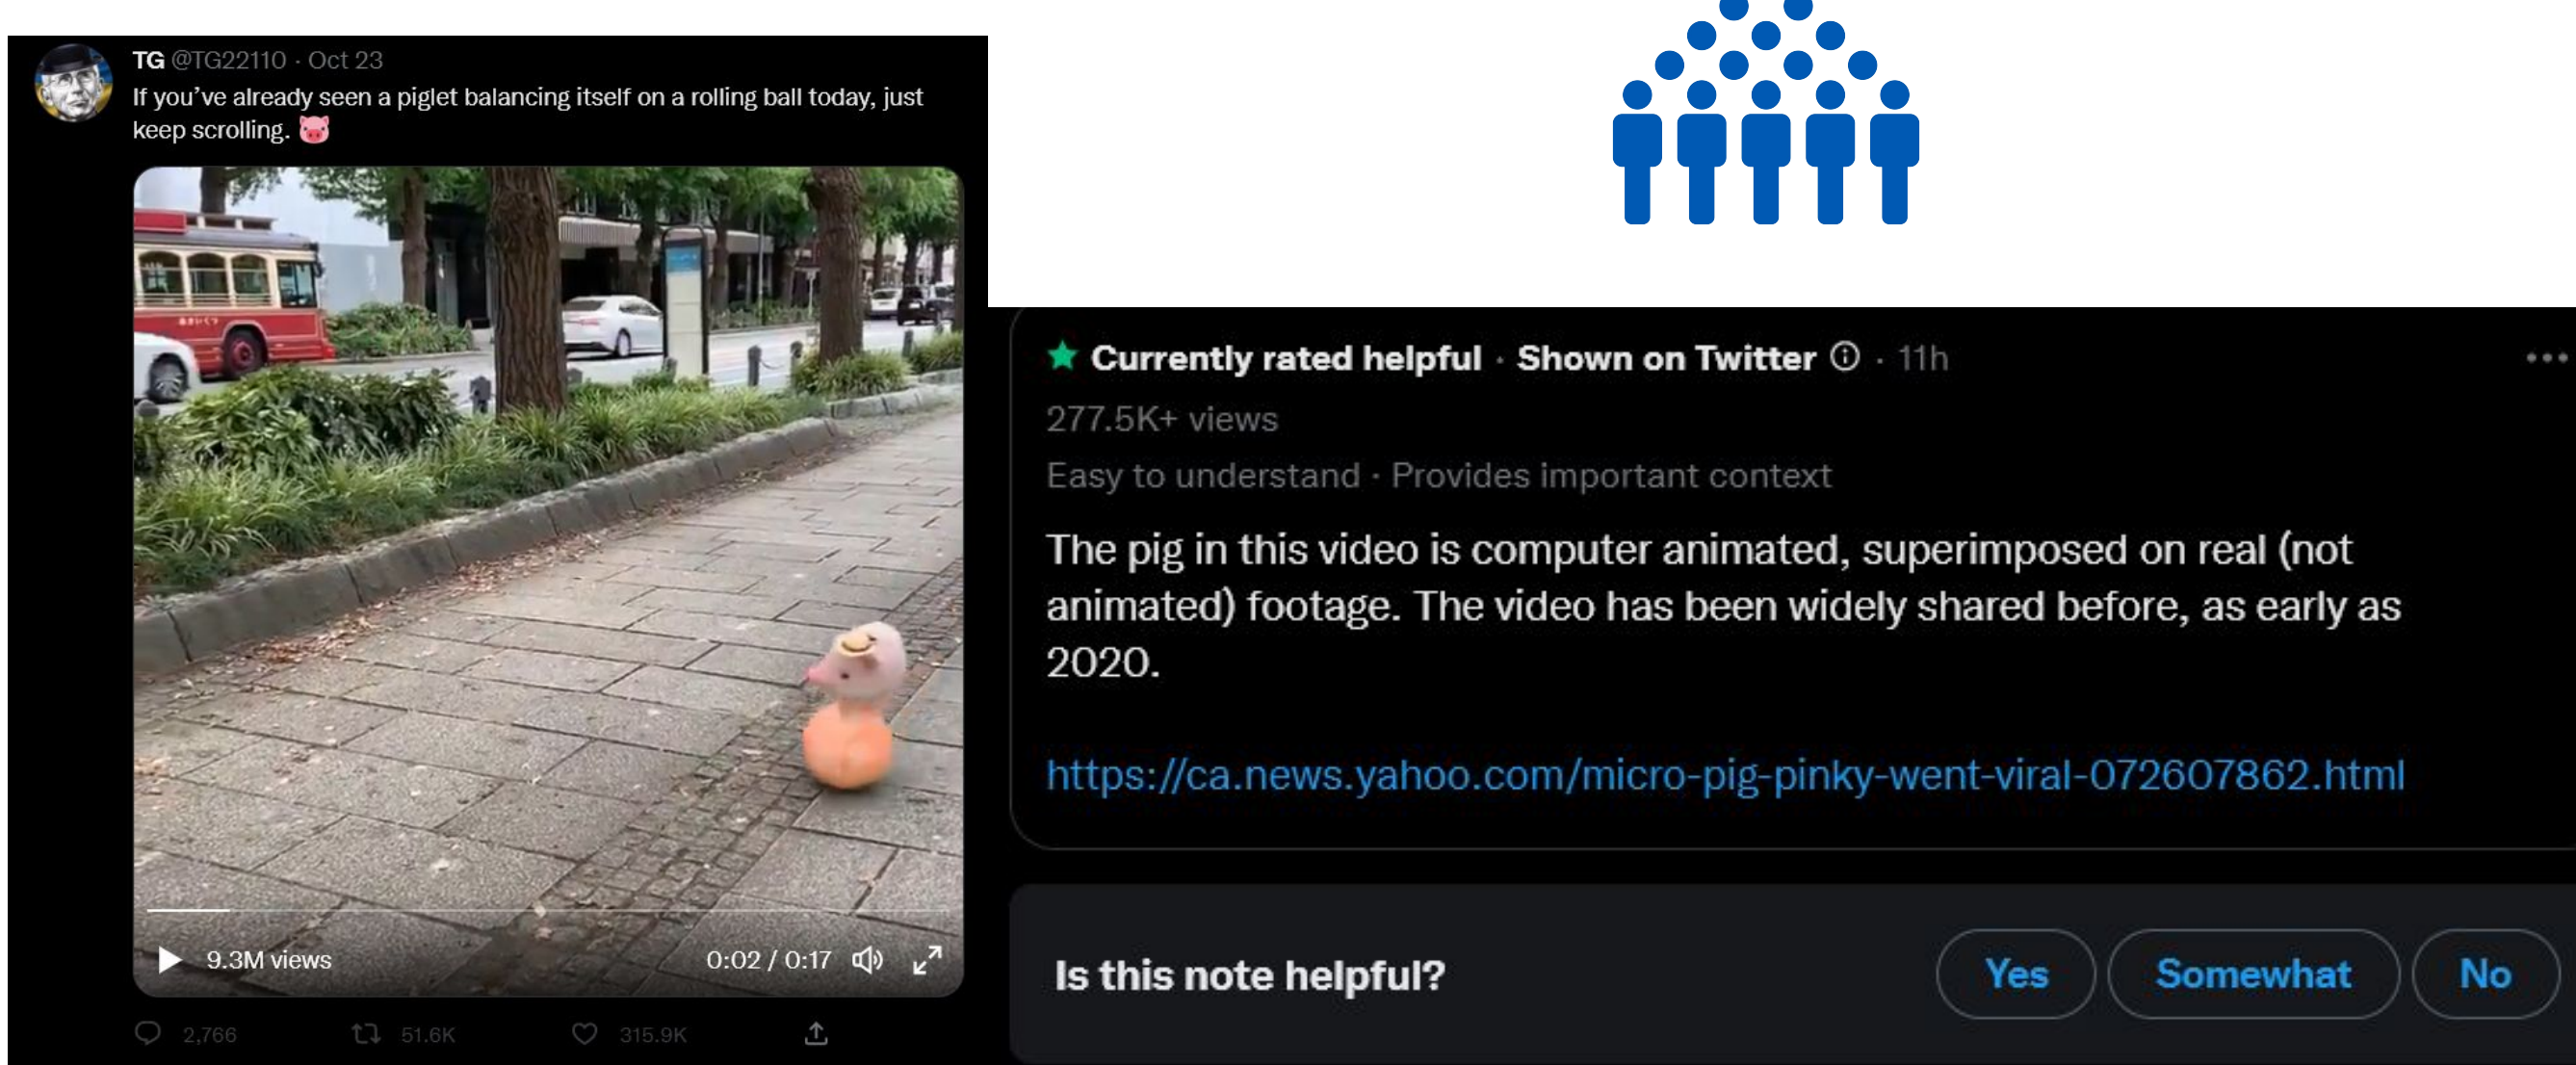 TG @TG22110 · Oct 23
If you've already seen a piglet balancing itself on a rolling ball today, just
keep scrolling. 🐷
9.3M views
0:02 / 0:17
2,766
51.6K
315.9K
Currently rated helpful · Shown on Twitter · 11h
277.5K+ views
Easy to understand · Provides important context
The pig in this video is computer animated, superimposed on real (not
animated) footage. The video has been widely shared before, as early as
2020.
https://ca.news.yahoo.com/micro-pig-pinky-went-viral-072607862.html
Is this note helpful?
Yes
Somewhat
No